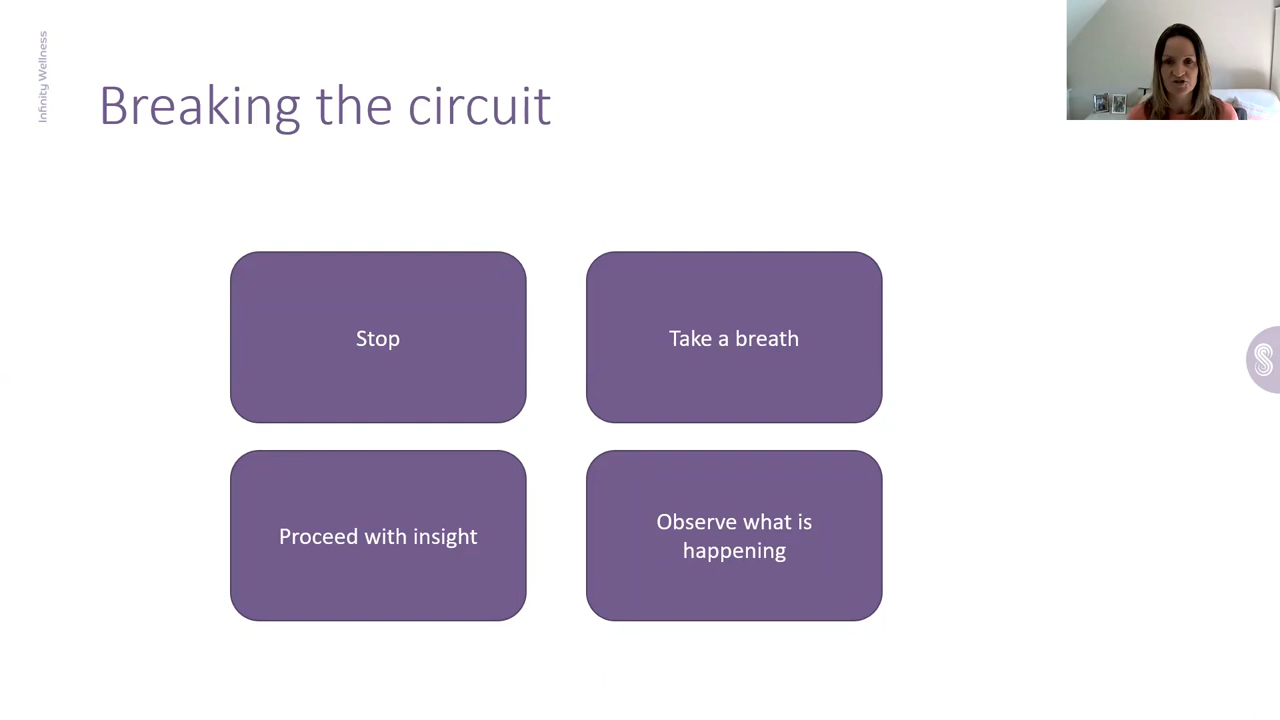 Infinity Wellness
Breaking the circuit
Stop
Take a breath
Proceed with insight
Observe what is
happening